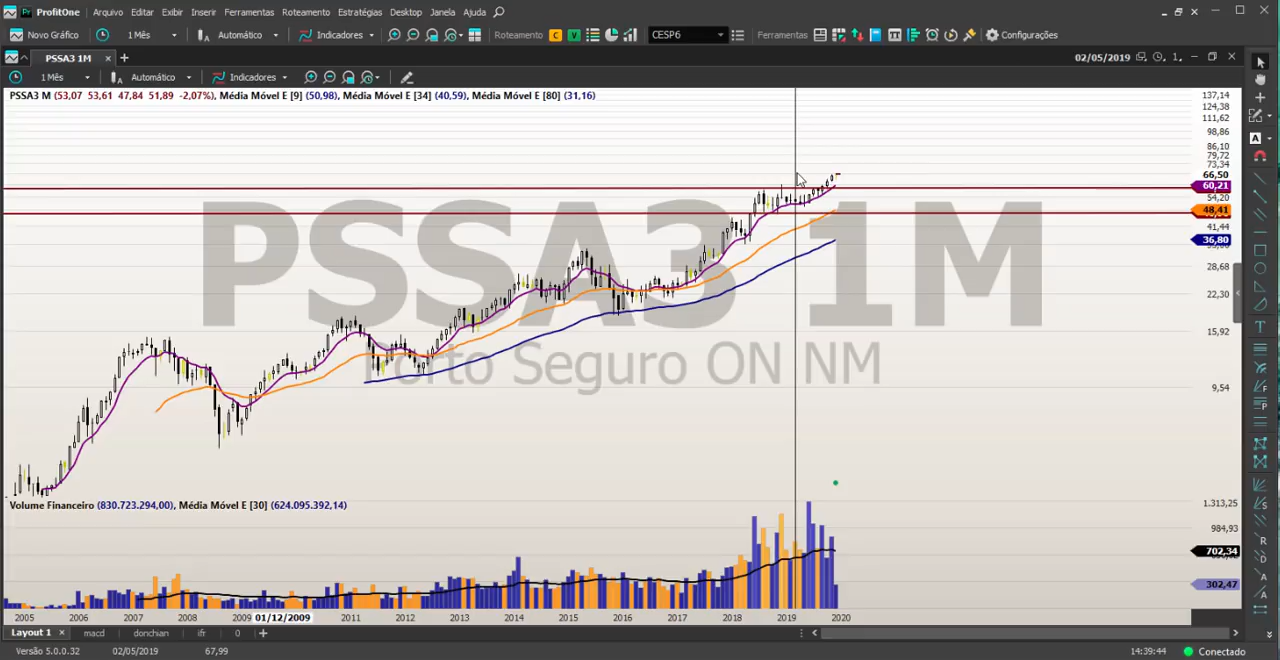 ProfitOne Arquivo Editar Exibir Inserir Ferramentas Roteamento Estratégias Desktop Janela Ajuda
Novo Gráfico 1 Mês Automático Indicadores Roteamento C V CESP6 Ferramentas Configurações
PSSA3 1M × + 02/05/2019
1 Mês Automático Indicadores
PSSA3 M (53,07 53,61 47,84 51,89 -2,07%), Média Móvel E [9] (50,98), Média Móvel E [34] (40,59), Média Móvel E [80] (31,16)
137,14
124,38
111,62
98,86
86,10
79,72
73,34
66,50
60,21
54,20
48,41
41,44
36,80
28,68
22,30
15,92
9,54
PSSA3 1M
Porto Seguro ON NM
Volume Financeiro (830.723.294,00), Média Móvel E [30] (624.095.392,14)
1.313,25
984,93
702,34
302,47
2005 2006 2007 2008 2009 01/12/2009 2011 2012 2013 2014 2015 2016 2017 2018 2019 2020
Layout 1 × macd donchian ifr 0 +
Versão 5.0.0.32 02/05/2019 67,99 14:39:44 Conectado